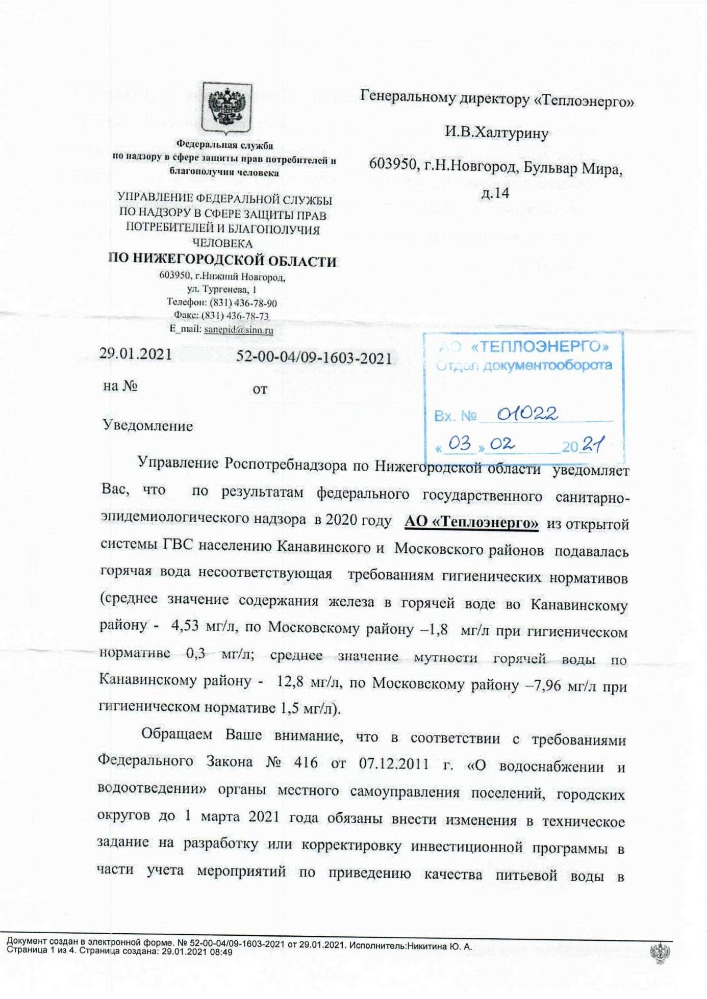 Федеральная служба
по надзору в сфере защиты прав потребителей и
благополучия человека
УПРАВЛЕНИЕ ФЕДЕРАЛЬНОЙ СЛУЖБЫ
ПО НАДЗОРУ В СФЕРЕ ЗАЩИТЫ ПРАВ
ПОТРЕБИТЕЛЕЙ И БЛАГОПОЛУЧИЯ
ЧЕЛОВЕКА
ПО НИЖЕГОРОДСКОЙ ОБЛАСТИ
603950, г.Нижний Новгород,
ул. Тургенева, 1
Телефон: (831) 436-78-90
Факс: (831) 436-78-73
E_mail: sanepid@sinn.ru
Генеральному директору «Теплоэнерго»
И.В.Халтурину
603950, г.Н.Новгород, Бульвар Мира,
д.14
29.01.2021 52-00-04/09-1603-2021
на № от
АО «ТЕПЛОЭНЕРГО»
Отдел документооборота
Вх. № 01022
« 03 » 02 2021
Уведомление
Управление Роспотребнадзора по Нижегородской области уведомляет
Вас, что по результатам федерального государственного санитарно-
эпидемиологического надзора в 2020 году АО «Теплоэнерго» из открытой
системы ГВС населению Канавинского и Московского районов подавалась
горячая вода несоответствующая требованиям гигиенических нормативов
(среднее значение содержания железа в горячей воде во Канавинскому
району - 4,53 мг/л, по Московскому району –1,8 мг/л при гигиеническом
нормативе 0,3 мг/л; среднее значение мутности горячей воды по
Канавинскому району - 12,8 мг/л, по Московскому району –7,96 мг/л при
гигиеническом нормативе 1,5 мг/л).
Обращаем Ваше внимание, что в соответствии с требованиями
Федерального Закона № 416 от 07.12.2011 г. «О водоснабжении и
водоотведении» органы местного самоуправления поселений, городских
округов до 1 марта 2021 года обязаны внести изменения в техническое
задание на разработку или корректировку инвестиционной программы в
части учета мероприятий по приведению качества питьевой воды в
Документ создан в электронной форме. № 52-00-04/09-1603-2021 от 29.01.2021. Исполнитель:Никитина Ю. А.
Страница 1 из 4. Страница создана: 29.01.2021 08:49